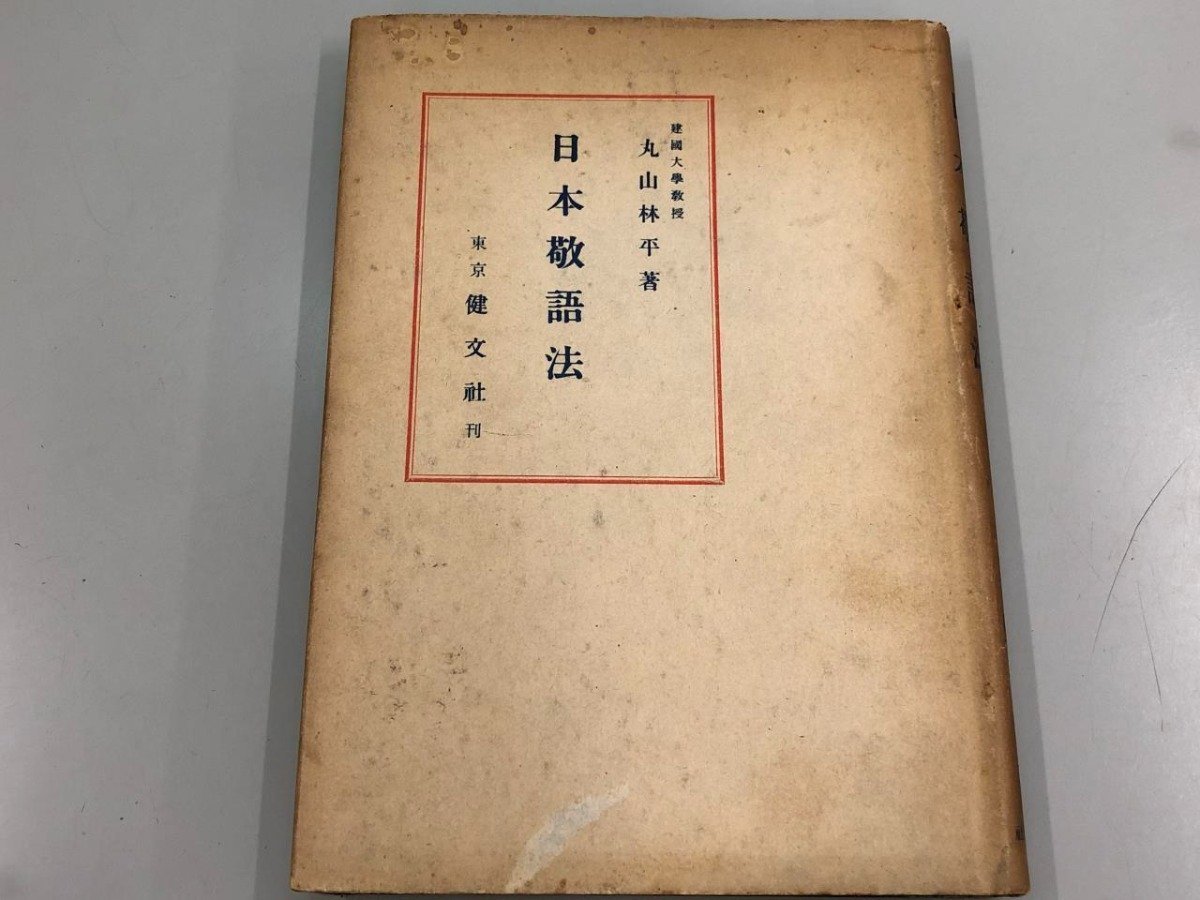 建國大學教授
丸山林平著
日本敬語法
東京 健文社刊